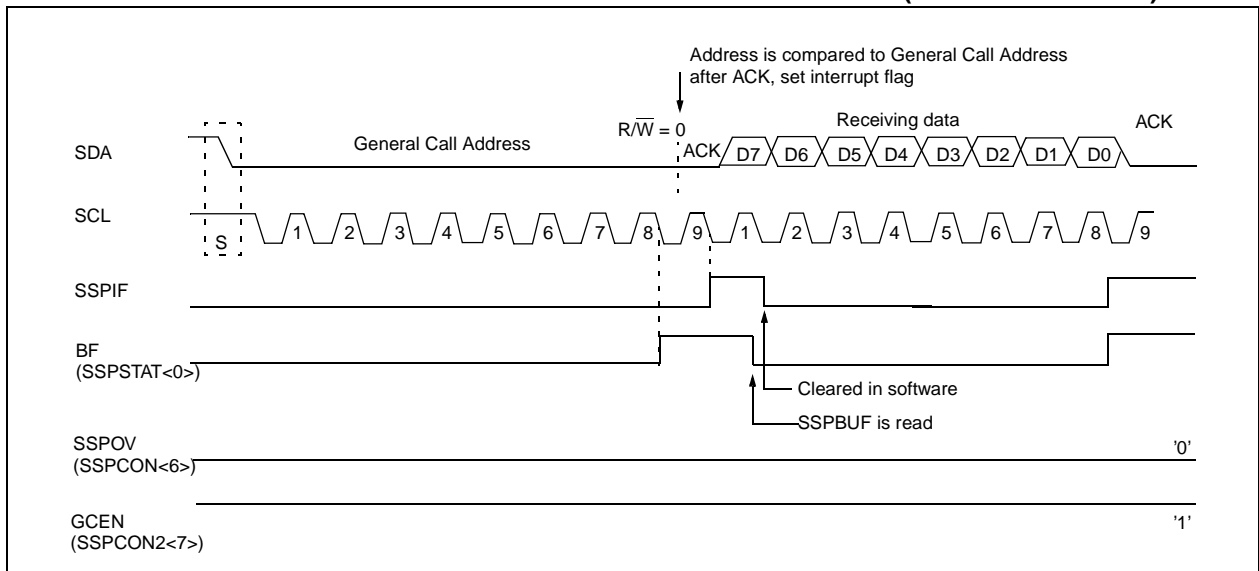 Address is compared to General Call Address
after ACK, set interrupt flag
R/W = 0
Receiving data
ACK
SDA
General Call Address
ACK
D7 D6 D5 D4 D3 D2 D1 D0
SCL
S
1 2 3 4 5 6 7 8 9 1 2 3 4 5 6 7 8 9
SSPIF
BF
(SSPSTAT<0>)
Cleared in software
SSPBUF is read
SSPOV
(SSPCON<6>)
'0'
GCEN
(SSPCON2<7>)
'1'